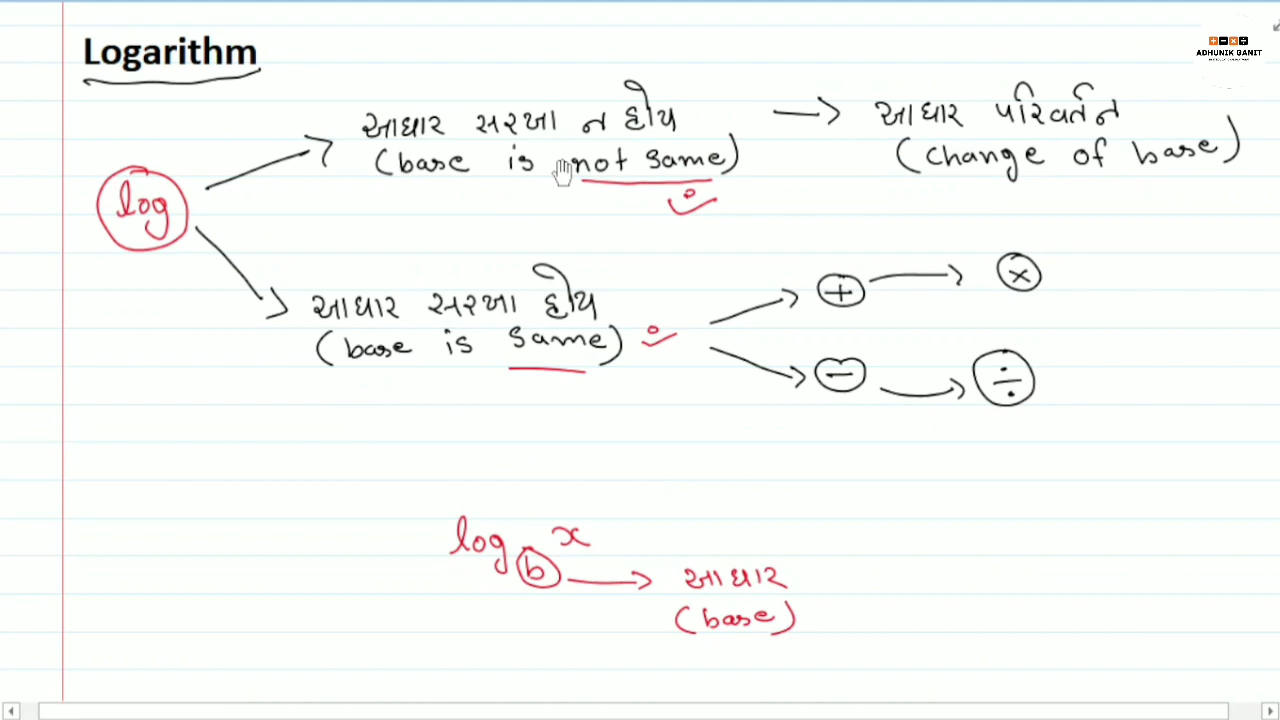 Logarithm
ADHUNIK GANIT
આધાર સરખા ન હોય → આધાર પરિવર્તન
(base is not same) (change of base)
log
આધાર સરખા હોય + → ×
(base is same) − → ÷
log b x
→ આધાર
(base)